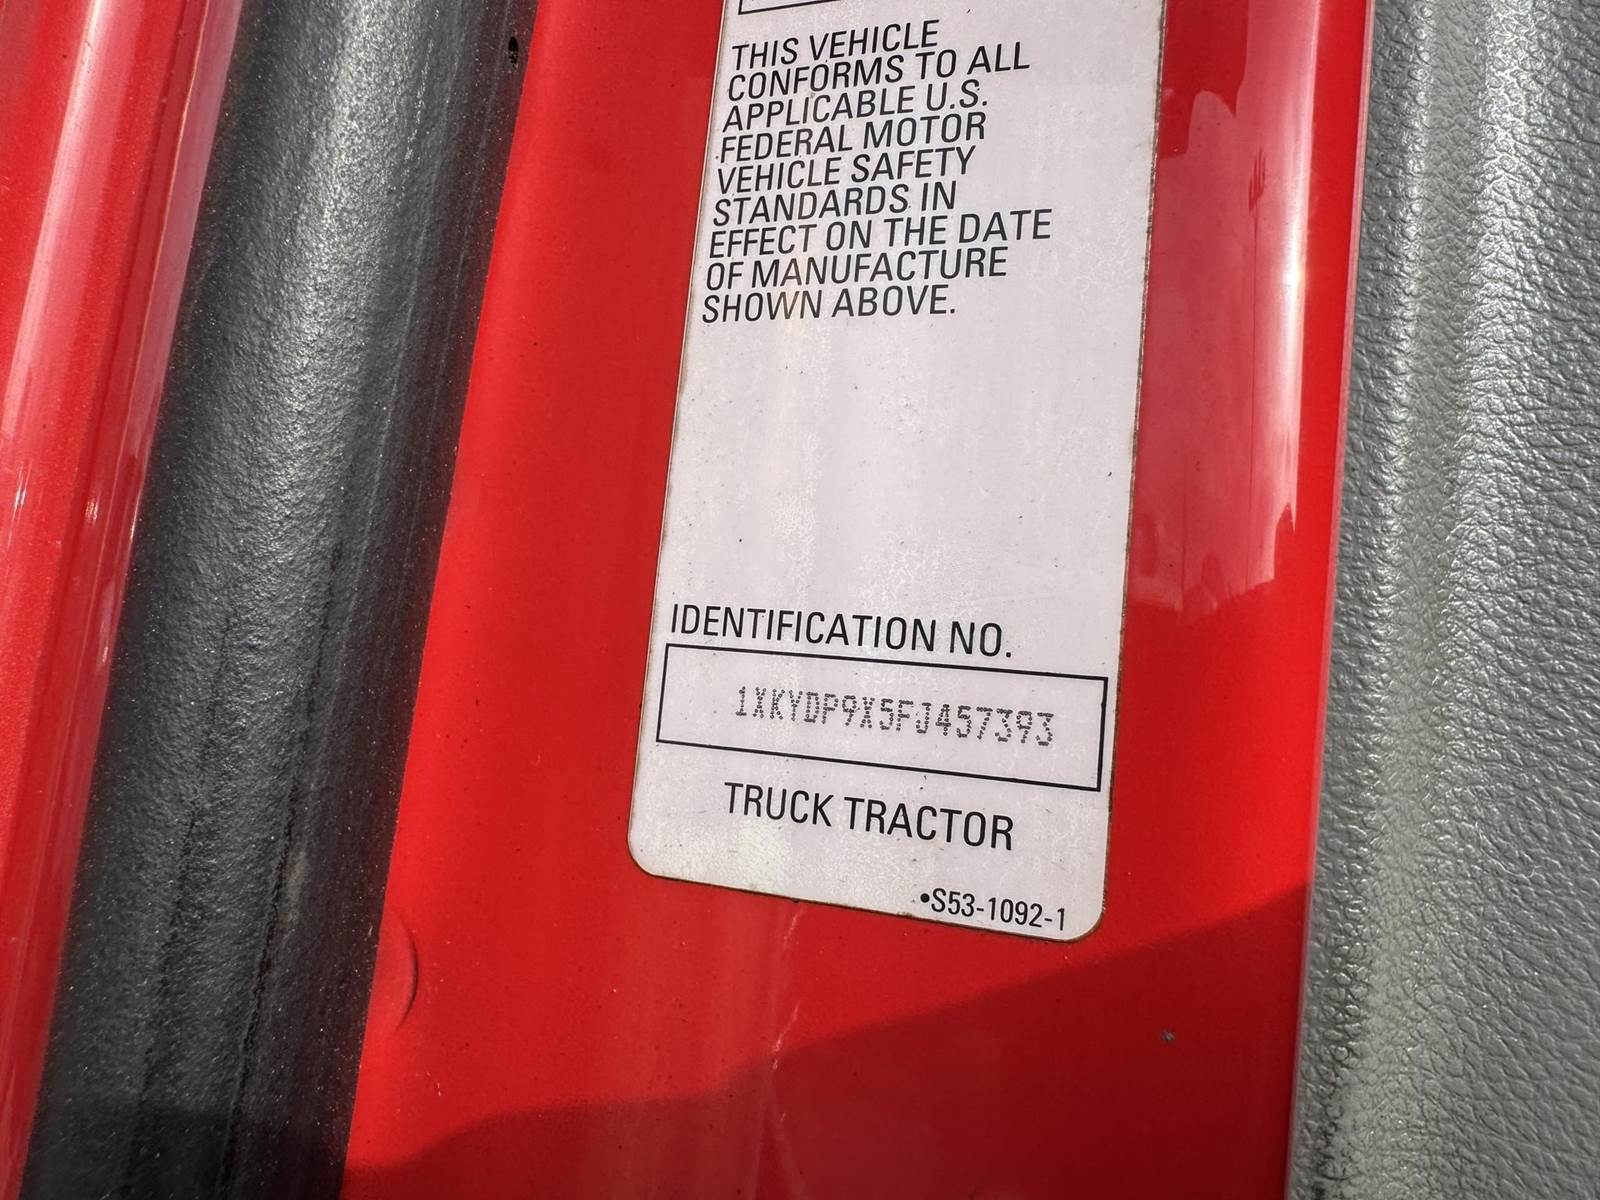 THIS VEHICLE
CONFORMS TO ALL
APPLICABLE U.S.
FEDERAL MOTOR
VEHICLE SAFETY
STANDARDS IN
EFFECT ON THE DATE
OF MANUFACTURE
SHOWN ABOVE.
IDENTIFICATION NO.
1XKYDP9X5FJ457393
TRUCK TRACTOR
•S53-1092-1